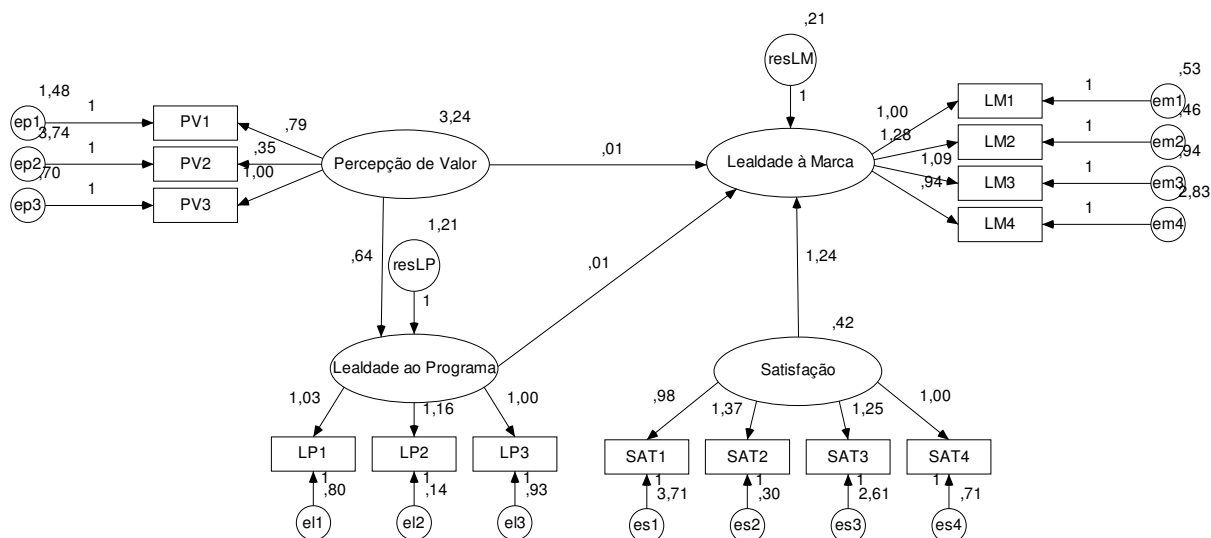 ,21
resLM
1
1,48
ep1
1
PV1
3,74
ep2
1
PV2
,70
ep3
1
PV3
,79
,35
1,00
3,24
Percepção de Valor
,01
Lealdade à Marca
1,00
1,28
1,09
,94
LM1
1
em1
,53
LM2
1
em2
,46
LM3
1
em3
,94
LM4
1
em4
2,83
,64
1,21
resLP
1
,01
1,24
Lealdade ao Programa
,42
Satisfação
1,03
1,16
1,00
LP1
LP2
LP3
1
,80
1
,14
1
,93
el1
el2
el3
,98
1,37
1,25
1,00
SAT1
SAT2
SAT3
SAT4
1
3,71
1
,30
1
2,61
1
,71
es1
es2
es3
es4